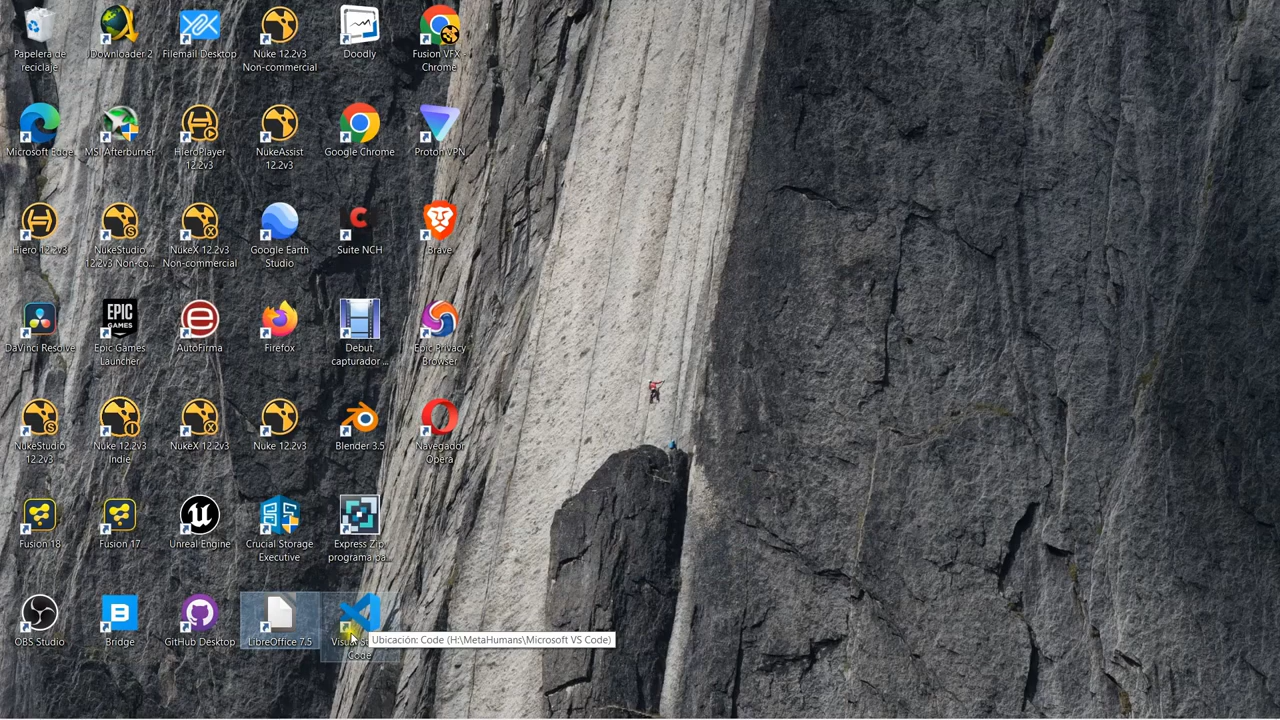 Papelera de
reciclaje
JDownloader 2
Filemail Desktop
Nuke 12.2v3
Non-commercial
Doodly
Fusion VFX -
Chrome
Microsoft Edge
MSI Afterburner
HieroPlayer
12.2v3
NukeAssist
12.2v3
Google Chrome
ProtonVPN
Hiero 12.2v3
NukeStudio
12.2v3 Non-co...
NukeX 12.2v3
Non-commercial
Google Earth
Studio
Suite NCH
Brave
DaVinci Resolve
EPIC
GAMES
Epic Games
Launcher
AutoFirma
Firefox
Debut,
capturador ...
Epic Privacy
Browser
NukeStudio
12.2v3
Nuke 12.2v3
Indie
NukeX 12.2v3
Nuke 12.2v3
Blender 3.5
Navegador
Opera
Fusion 18
Fusion 17
Unreal Engine
Crucial Storage
Executive
Express Zip,
programa pa...
OBS Studio
Bridge
GitHub Desktop
LibreOffice 7.5
Code
Ubicación: Code (H:\MetaHumans\Microsoft VS Code)